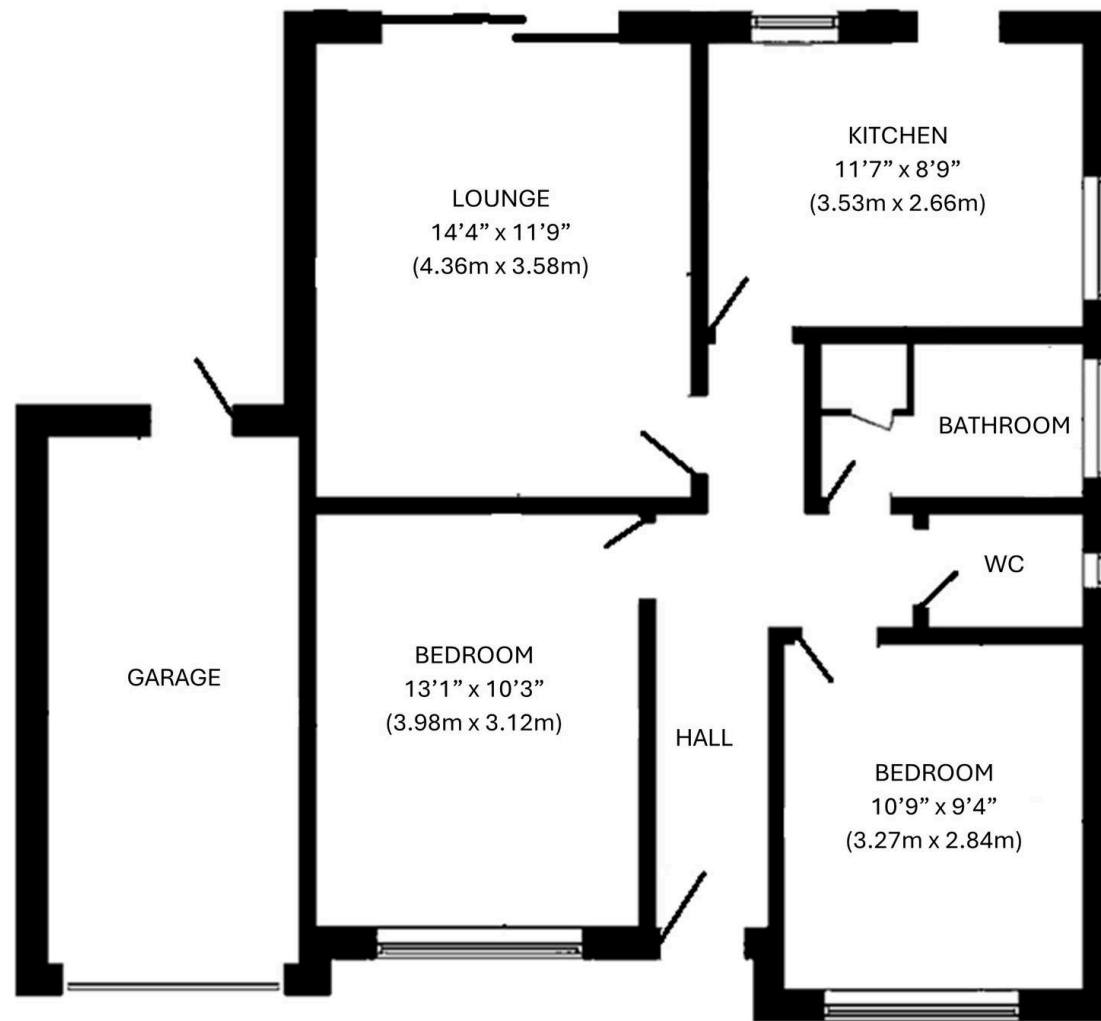 KITCHEN
11’7” x 8’9”
(3.53m x 2.66m)
LOUNGE
14’4” x 11’9”
(4.36m x 3.58m)
BATHROOM
WC
BEDROOM
13’1” x 10’3”
(3.98m x 3.12m)
GARAGE
HALL
BEDROOM
10’9” x 9’4”
(3.27m x 2.84m)